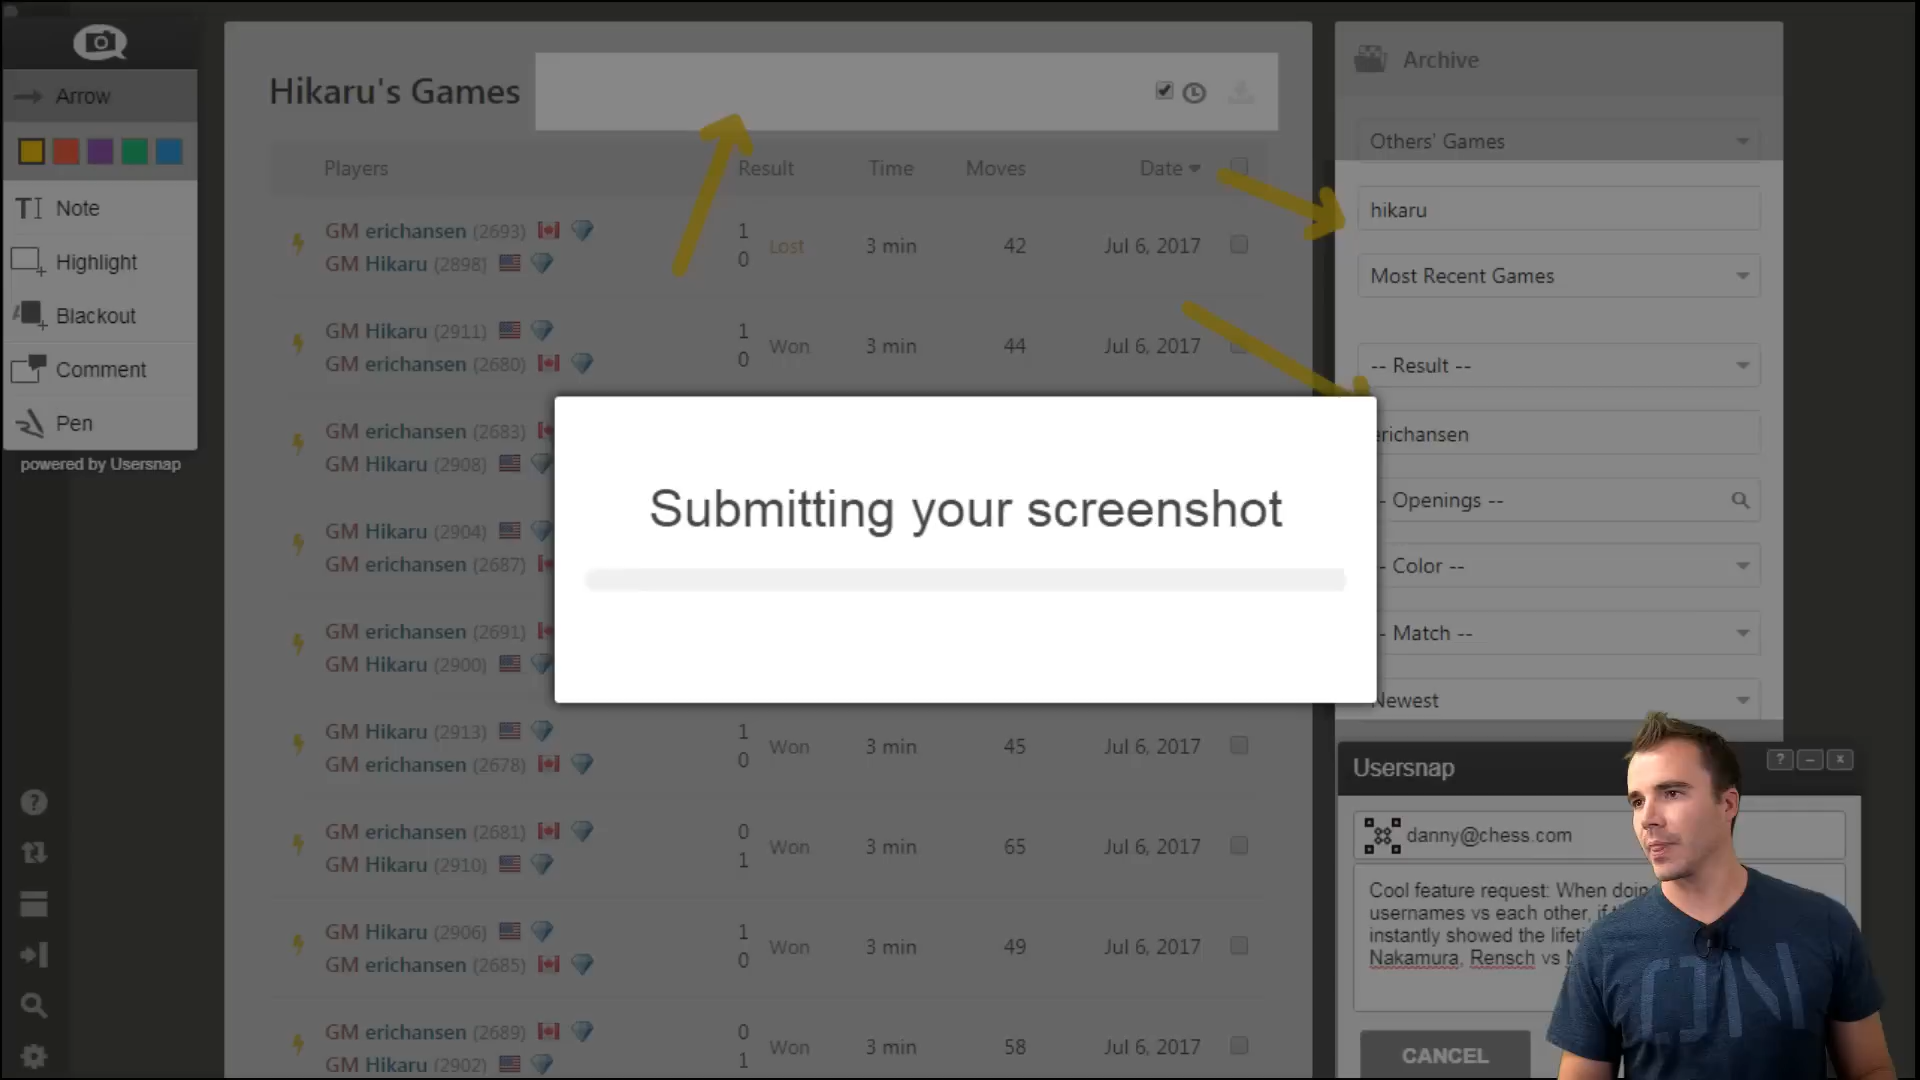 Arrow
Note
Highlight
Blackout
Comment
Pen
powered by Usersnap
Hikaru's Games
Players Result Time Moves Date
GM erichansen (2693) 1
Lost 3 min 42 Jul 6, 2017
GM Hikaru (2898) 0
GM Hikaru (2911) 1
Won 3 min 44 Jul 6, 2017
GM erichansen (2680) 0
GM erichansen (2683)
GM Hikaru (2908)
GM Hikaru (2904)
GM erichansen (2687)
GM erichansen (2691)
GM Hikaru (2900)
GM Hikaru (2913) 1
Won 3 min 45 Jul 6, 2017
GM erichansen (2678) 0
GM erichansen (2681) 0
Won 3 min 65 Jul 6, 2017
GM Hikaru (2910) 1
GM Hikaru (2906) 1
Won 3 min 49 Jul 6, 2017
GM erichansen (2685) 0
GM erichansen (2689) 0
Won 3 min 58 Jul 6, 2017
GM Hikaru (2902) 1
Submitting your screenshot
Archive
Others' Games
hikaru
Most Recent Games
-- Result --
erichansen
- Openings --
- Color --
- Match --
Newest
Usersnap
? – x
danny@chess.com
Cool feature request: When
usernames vs each other, if
instantly showed the
Nakamura, Rensch vs
CANCEL